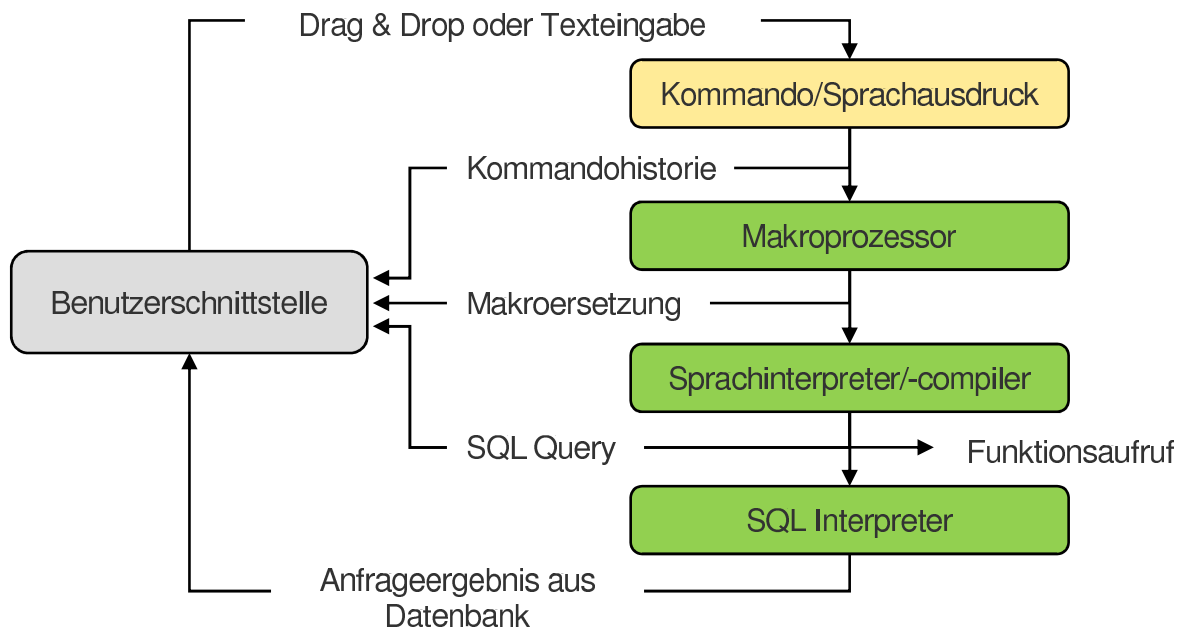 Drag & Drop oder Texteingabe
Kommando/Sprachausdruck
Kommandohistorie
Makroprozessor
Benutzerschnittstelle
Makroersetzung
Sprachinterpreter/-compiler
SQL Query
Funktionsaufruf
SQL Interpreter
Anfrageergebnis aus
Datenbank